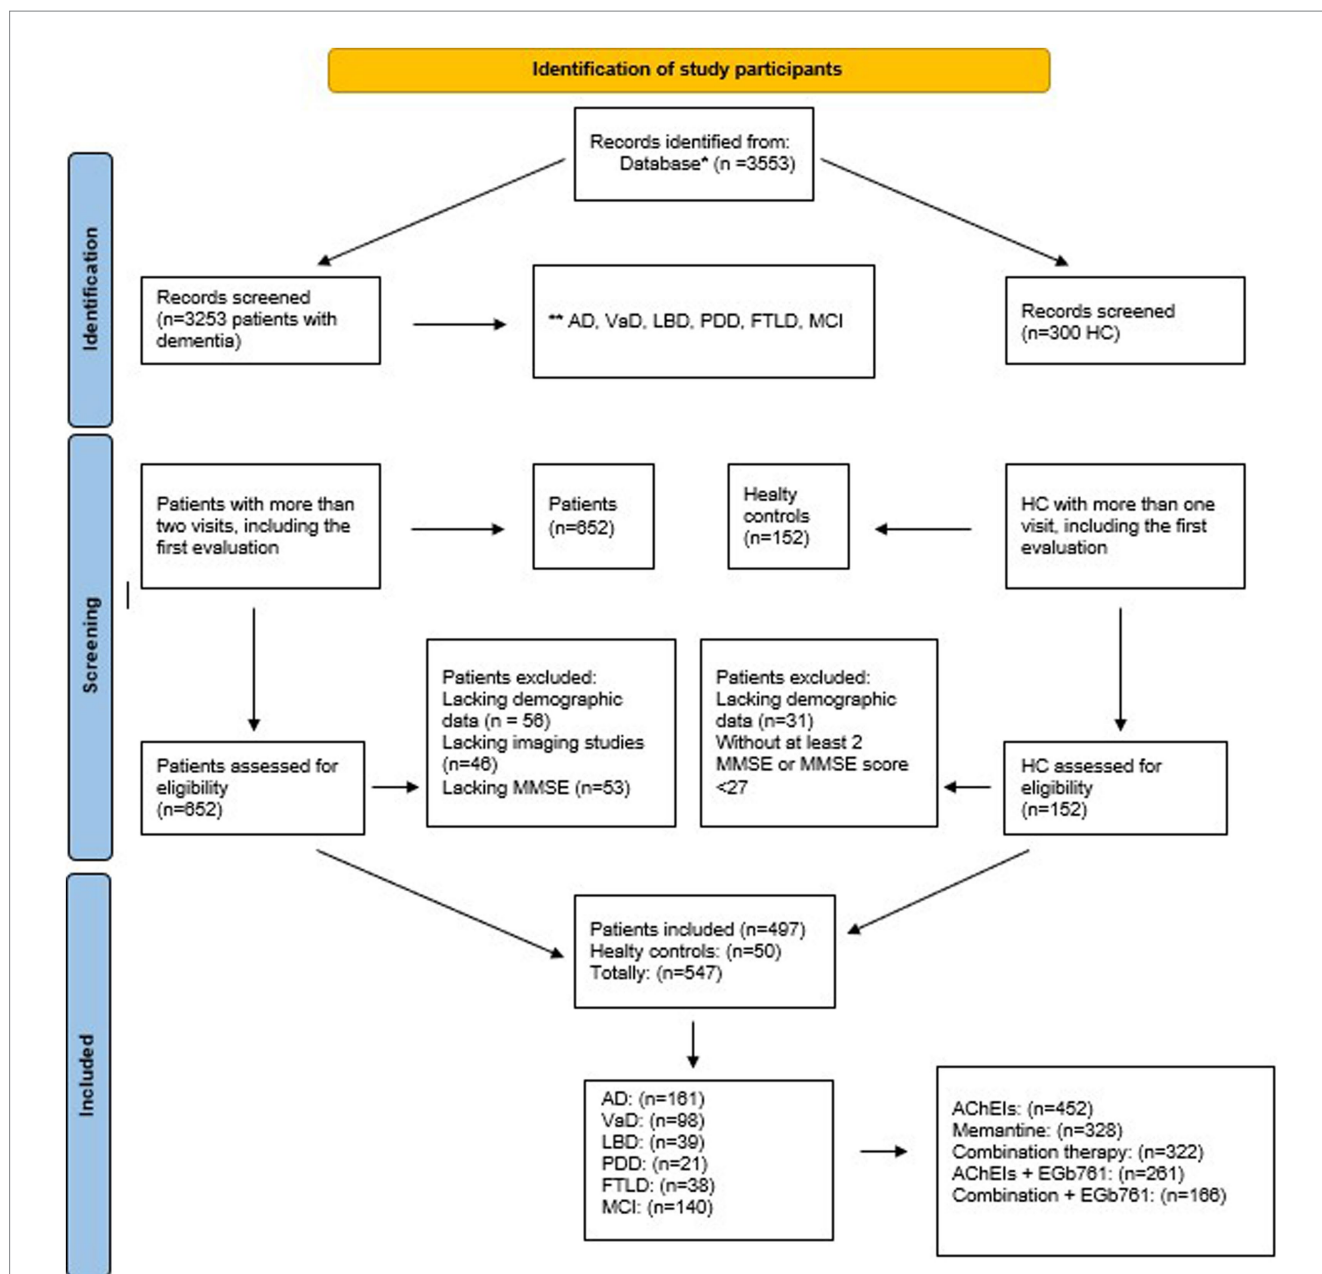 Identification of study participants
Records identified from:
Database* (n =3553)
Identification
Records screened
(n=3253 patients with
dementia)
** AD, VaD, LBD, PDD, FTLD, MCI
Records screened
(n=300 HC)
Screening
Patients with more than
two visits, including the
first evaluation
Patients
(n=652)
Healty
controls
(n=152)
HC with more than one
visit, including the first
evaluation
Patients assessed for
eligibility
(n=652)
Patients excluded:
Lacking demographic
data (n = 56)
Lacking imaging studies
(n=46)
Lacking MMSE (n=53)
Patients excluded:
Lacking demographic
data (n=31)
Without at least 2
MMSE or MMSE score
<27
HC assessed for
eligibility
(n=152)
Included
Patients included (n=497)
Healty controls: (n=50)
Totally: (n=547)
AD: (n=161)
VaD: (n=98)
LBD: (n=39)
PDD: (n=21)
FTLD: (n=38)
MCI: (n=140)
AChEIs: (n=452)
Memantine: (n=328)
Combination therapy: (n=322)
AChEIs + EGb761: (n=261)
Combination + EGb761: (n=166)